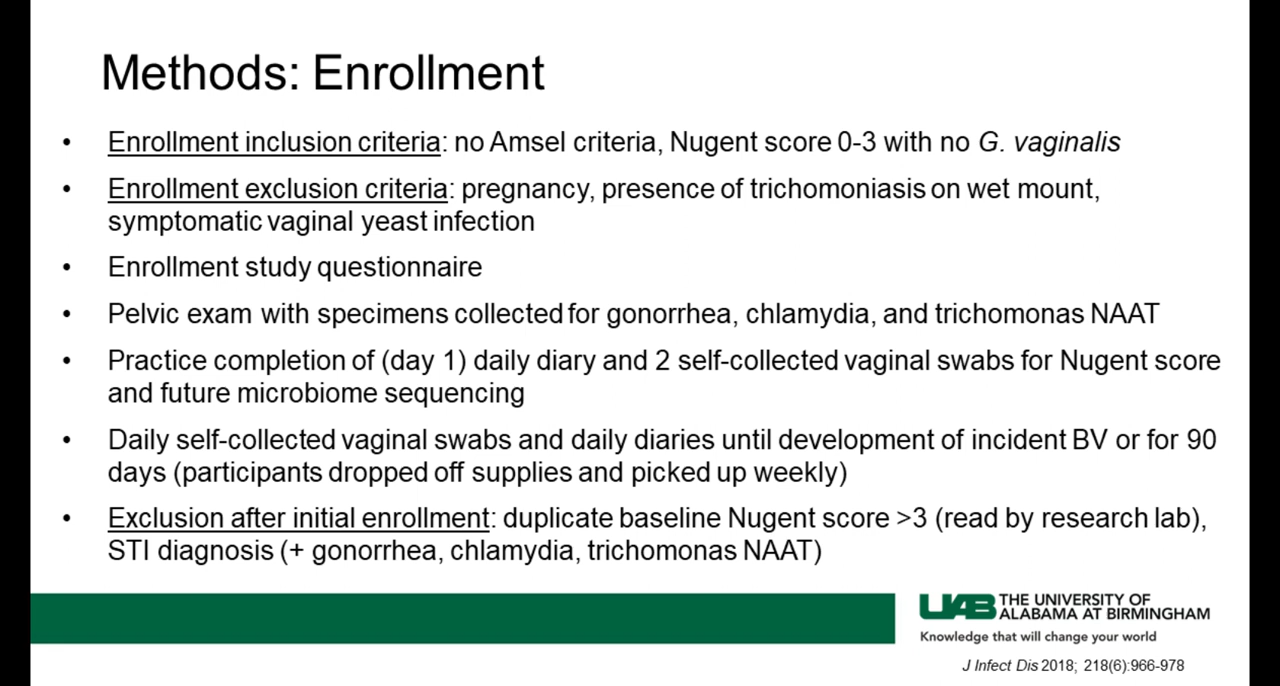 Methods: Enrollment
• Enrollment inclusion criteria: no Amsel criteria, Nugent score 0-3 with no G. vaginalis
• Enrollment exclusion criteria: pregnancy, presence of trichomoniasis on wet mount,
symptomatic vaginal yeast infection
• Enrollment study questionnaire
• Pelvic exam with specimens collected for gonorrhea, chlamydia, and trichomonas NAAT
• Practice completion of (day 1) daily diary and 2 self-collected vaginal swabs for Nugent score
and future microbiome sequencing
• Daily self-collected vaginal swabs and daily diaries until development of incident BV or for 90
days (participants dropped off supplies and picked up weekly)
• Exclusion after initial enrollment: duplicate baseline Nugent score >3 (read by research lab),
STI diagnosis (+ gonorrhea, chlamydia, trichomonas NAAT)
UAB THE UNIVERSITY OF
ALABAMA AT BIRMINGHAM
Knowledge that will change your world
J Infect Dis 2018; 218(6):966-978